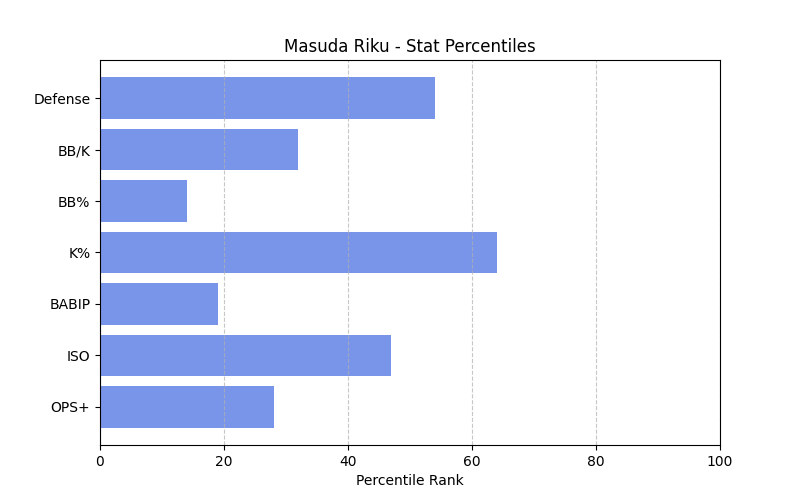 Masuda Riku - Stat Percentiles
Defense
BB/K
BB%
K%
BABIP
ISO
OPS+
0 20 40 60 80 100
Percentile Rank